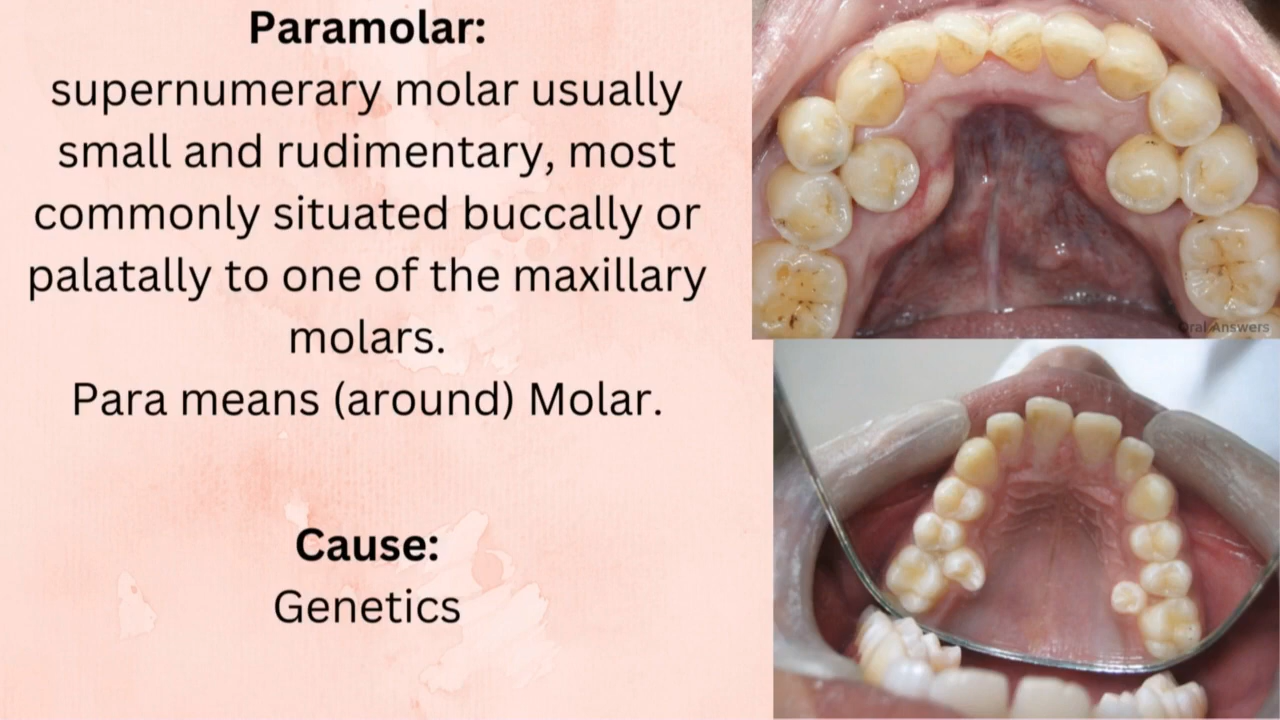 Paramolar:
supernumerary molar usually
small and rudimentary, most
commonly situated buccally or
palatally to one of the maxillary
molars.
Para means (around) Molar.
Cause:
Genetics
Oral Answers